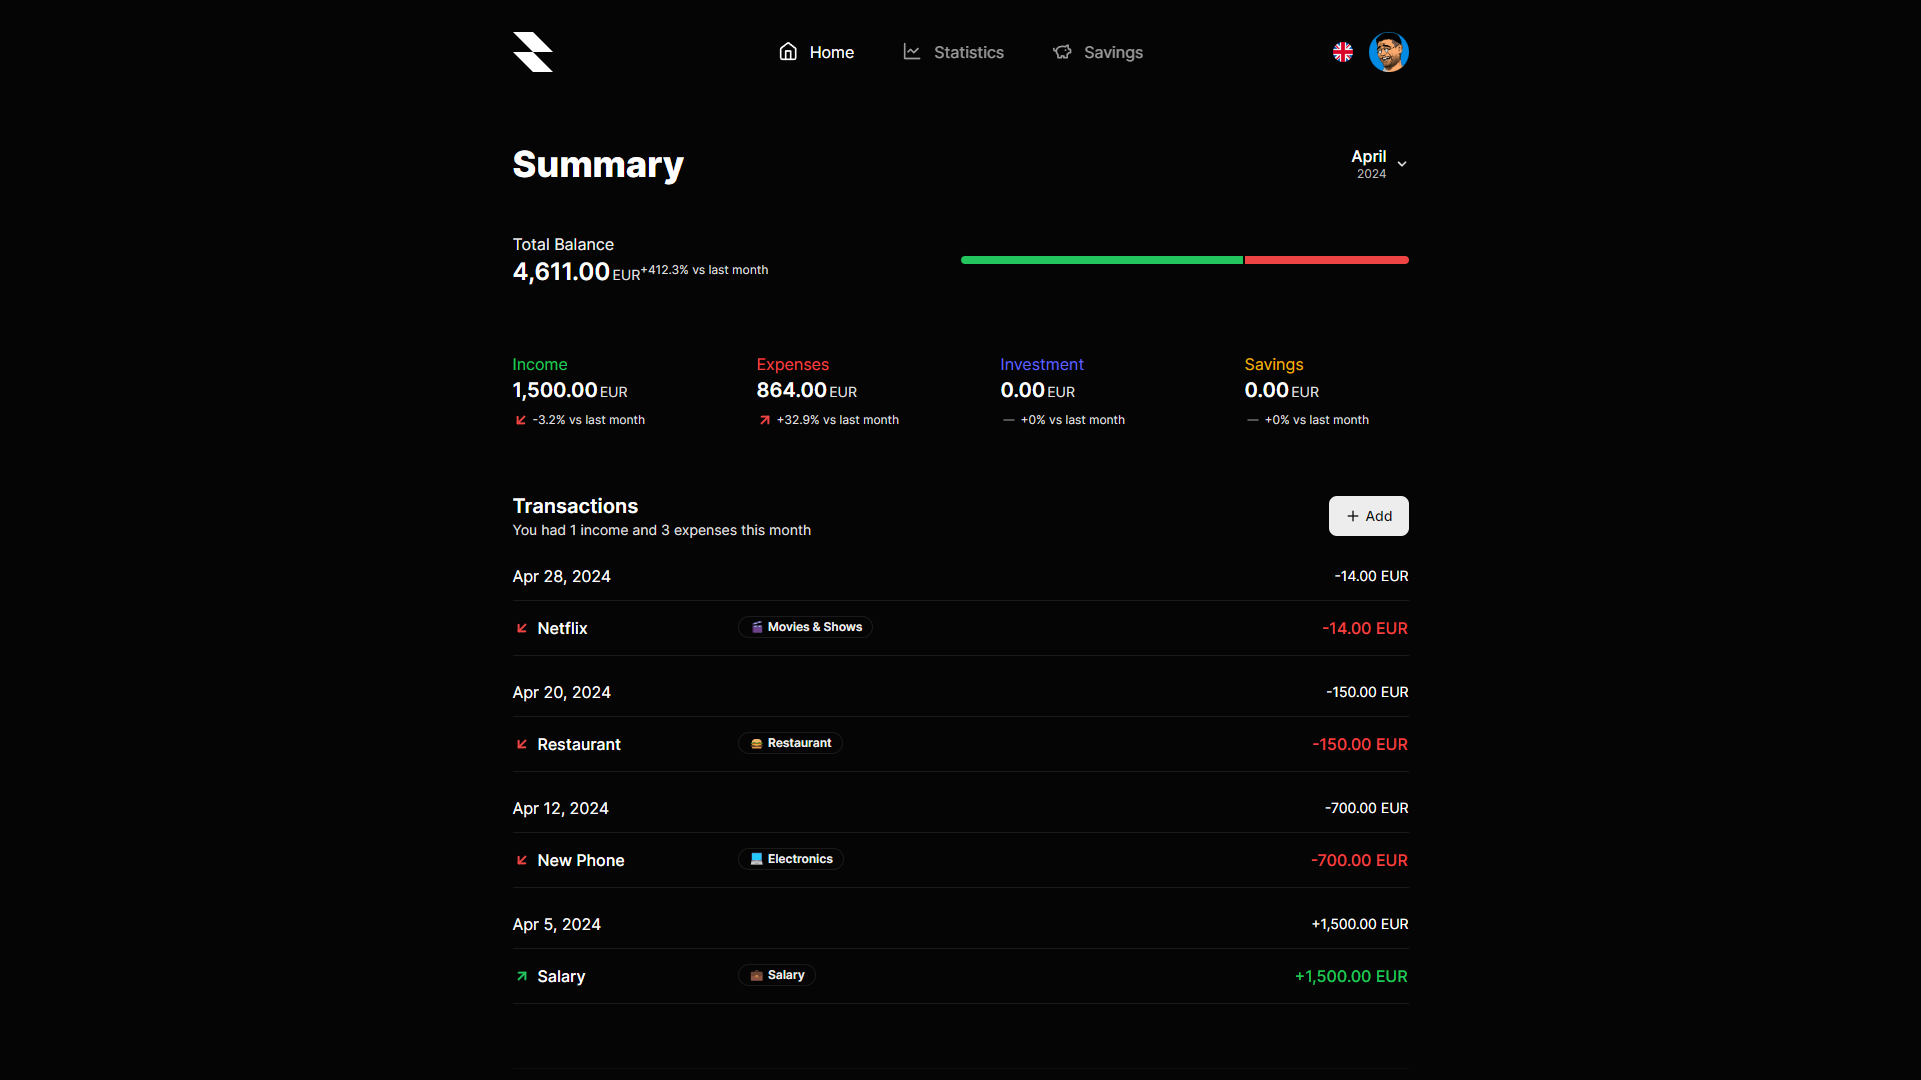 Home
Statistics
Savings
Summary
April
2024
Total Balance
4,611.00 EUR +412.3% vs last month
Income
1,500.00 EUR
-3.2% vs last month
Expenses
864.00 EUR
+32.9% vs last month
Investment
0.00 EUR
+0% vs last month
Savings
0.00 EUR
+0% vs last month
Transactions
You had 1 income and 3 expenses this month
+ Add
Apr 28, 2024 -14.00 EUR
Netflix Movies & Shows -14.00 EUR
Apr 20, 2024 -150.00 EUR
Restaurant Restaurant -150.00 EUR
Apr 12, 2024 -700.00 EUR
New Phone Electronics -700.00 EUR
Apr 5, 2024 +1,500.00 EUR
Salary Salary +1,500.00 EUR